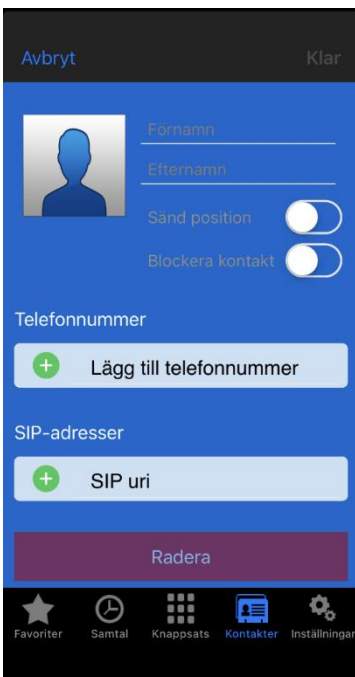 Avbryt Klar
Förnamn
Efternamn
Sänd position
Blockera kontakt
Telefonnummer
Lägg till telefonnummer
SIP-adresser
SIP uri
Radera
Favoriter Samtal Knappsats Kontakter Inställningar